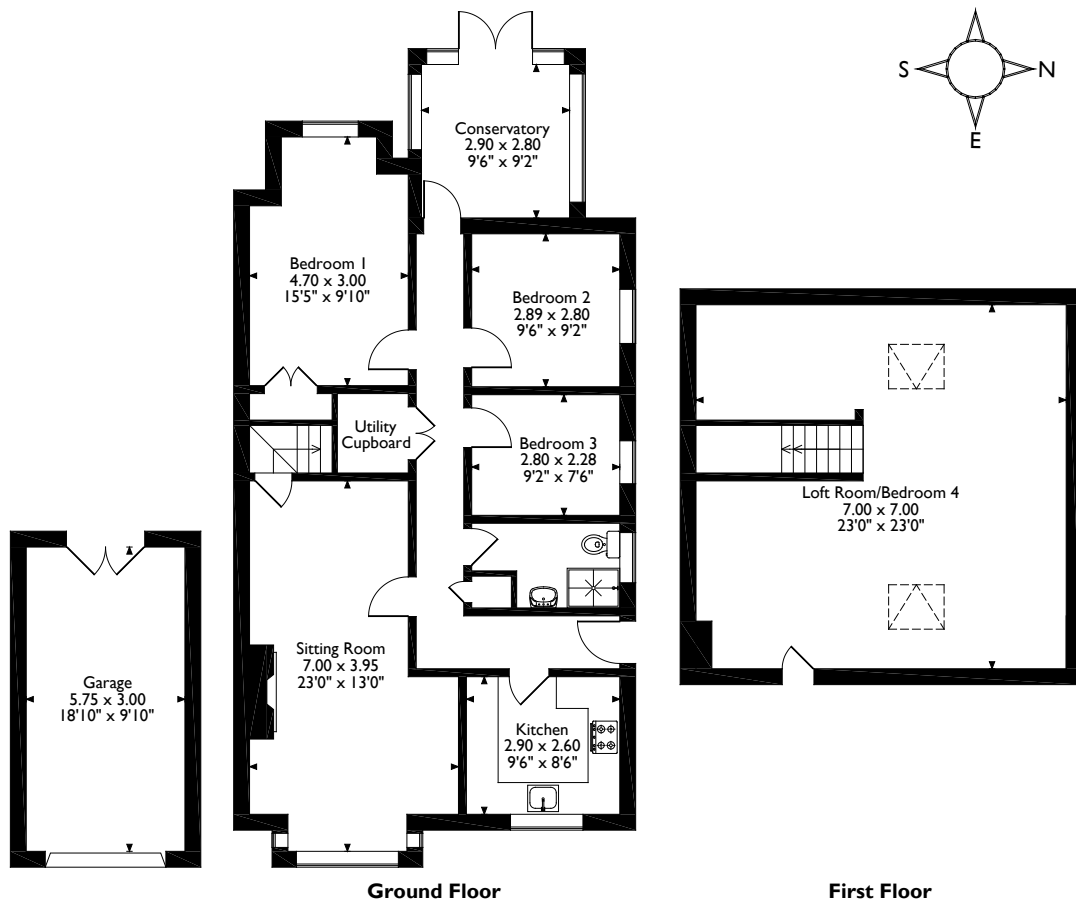 S
N
E
Conservatory
2.90 x 2.80
9'6" x 9'2"
Bedroom 1
4.70 x 3.00
15'5" x 9'10"
Bedroom 2
2.89 x 2.80
9'6" x 9'2"
Utility
Cupboard
Bedroom 3
2.80 x 2.28
9'2" x 7'6"
Loft Room/Bedroom 4
7.00 x 7.00
23'0" x 23'0"
Sitting Room
7.00 x 3.95
23'0" x 13'0"
Garage
5.75 x 3.00
18'10" x 9'10"
Kitchen
2.90 x 2.60
9'6" x 8'6"
Ground Floor
First Floor